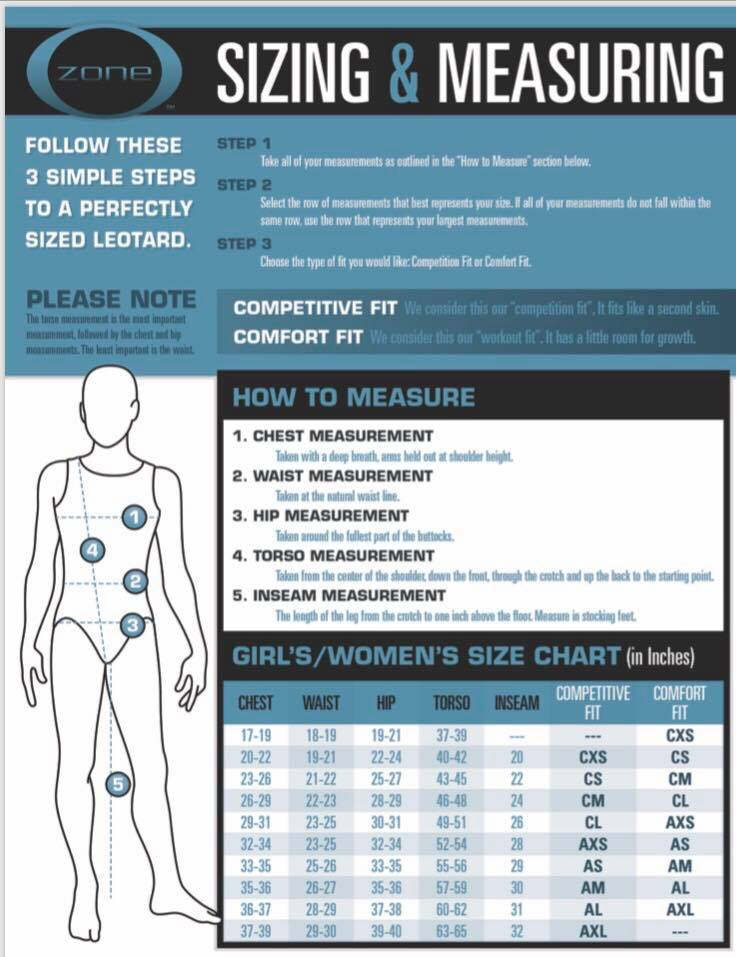 zone
TM
SIZING & MEASURING
FOLLOW THESE
3 SIMPLE STEPS
TO A PERFECTLY
SIZED LEOTARD.
STEP 1
Take all of your measurements as outlined in the "How to Measure" section below.
STEP 2
Select the row of measurements that best represents your size. If all of your measurements do not fall within the
same row, use the row that represents your largest measurements.
STEP 3
Choose the type of fit you would like: Competition Fit or Comfort Fit.
PLEASE NOTE
The torso measurement is the most important
measurement, followed by the chest and hip
measurements. The least important is the waist.
COMPETITIVE FIT We consider this our "competition fit". It fits like a second skin.
COMFORT FIT We consider this our "workout fit". It has a little room for growth.
1
4
2
3
5
HOW TO MEASURE
1. CHEST MEASUREMENT
Taken with a deep breath, arms held out at shoulder height.
2. WAIST MEASUREMENT
Taken at the natural waist line.
3. HIP MEASUREMENT
Taken around the fullest part of the buttocks.
4. TORSO MEASUREMENT
Taken from the center of the shoulder, down the front, through the crotch and up the back to the starting point.
5. INSEAM MEASUREMENT
The length of the leg from the crotch to one inch above the floor. Measure in stocking feet.
GIRL'S/WOMEN'S SIZE CHART (in Inches)
CHEST WAIST HIP TORSO INSEAM COMPETITIVE FIT COMFORT FIT
17-19 18-19 19-21 37-39 --- --- CXS
20-22 19-21 22-24 40-42 20 CXS CS
23-26 21-22 25-27 43-45 22 CS CM
26-29 22-23 28-29 46-48 24 CM CL
29-31 23-25 30-31 49-51 26 CL AXS
32-34 23-25 32-34 52-54 28 AXS AS
33-35 25-26 33-35 55-56 29 AS AM
35-36 26-27 35-36 57-59 30 AM AL
36-37 28-29 37-38 60-62 31 AL AXL
37-39 29-30 39-40 63-65 32 AXL ---